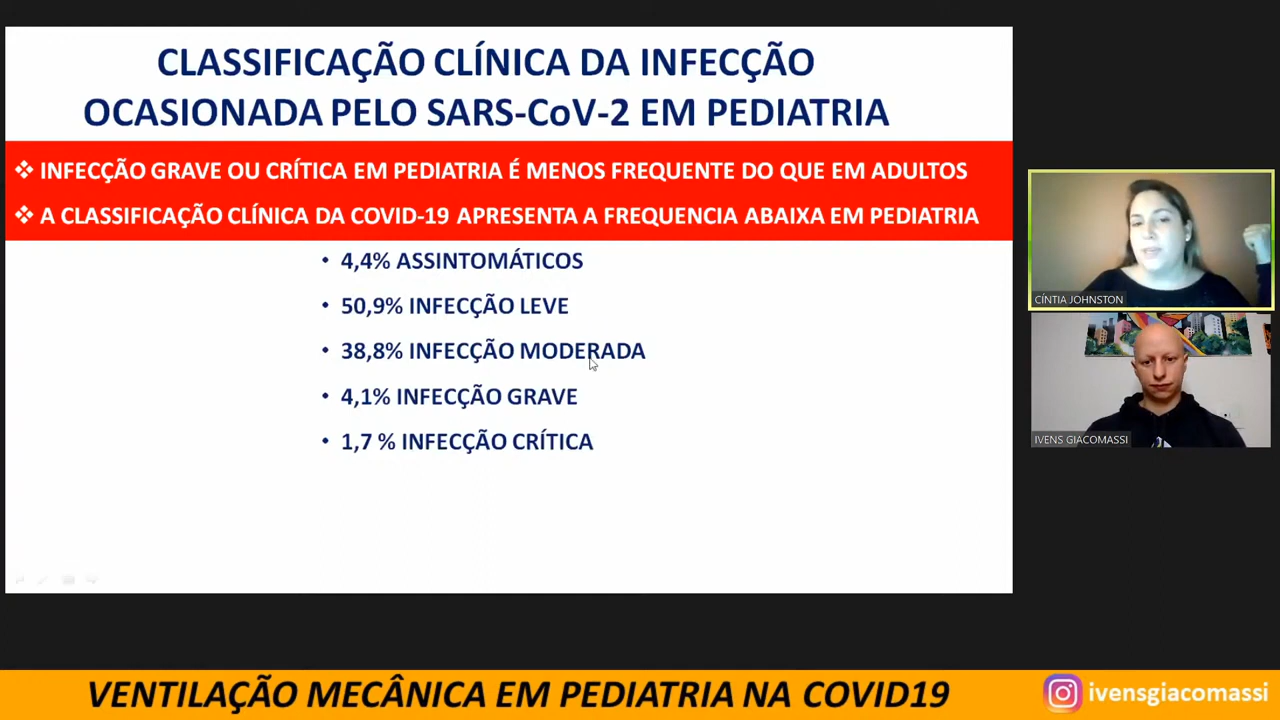 CLASSIFICAÇÃO CLÍNICA DA INFECÇÃO
OCASIONADA PELO SARS-CoV-2 EM PEDIATRIA
❖ INFECÇÃO GRAVE OU CRÍTICA EM PEDIATRIA É MENOS FREQUENTE DO QUE EM ADULTOS
❖ A CLASSIFICAÇÃO CLÍNICA DA COVID-19 APRESENTA A FREQUENCIA ABAIXA EM PEDIATRIA
• 4,4% ASSINTOMÁTICOS
• 50,9% INFECÇÃO LEVE
• 38,8% INFECÇÃO MODERADA
• 4,1% INFECÇÃO GRAVE
• 1,7 % INFECÇÃO CRÍTICA
CÍNTIA JOHNSTON
IVENS GIACOMASSI
VENTILAÇÃO MECÂNICA EM PEDIATRIA NA COVID19
ivensgiacomassi